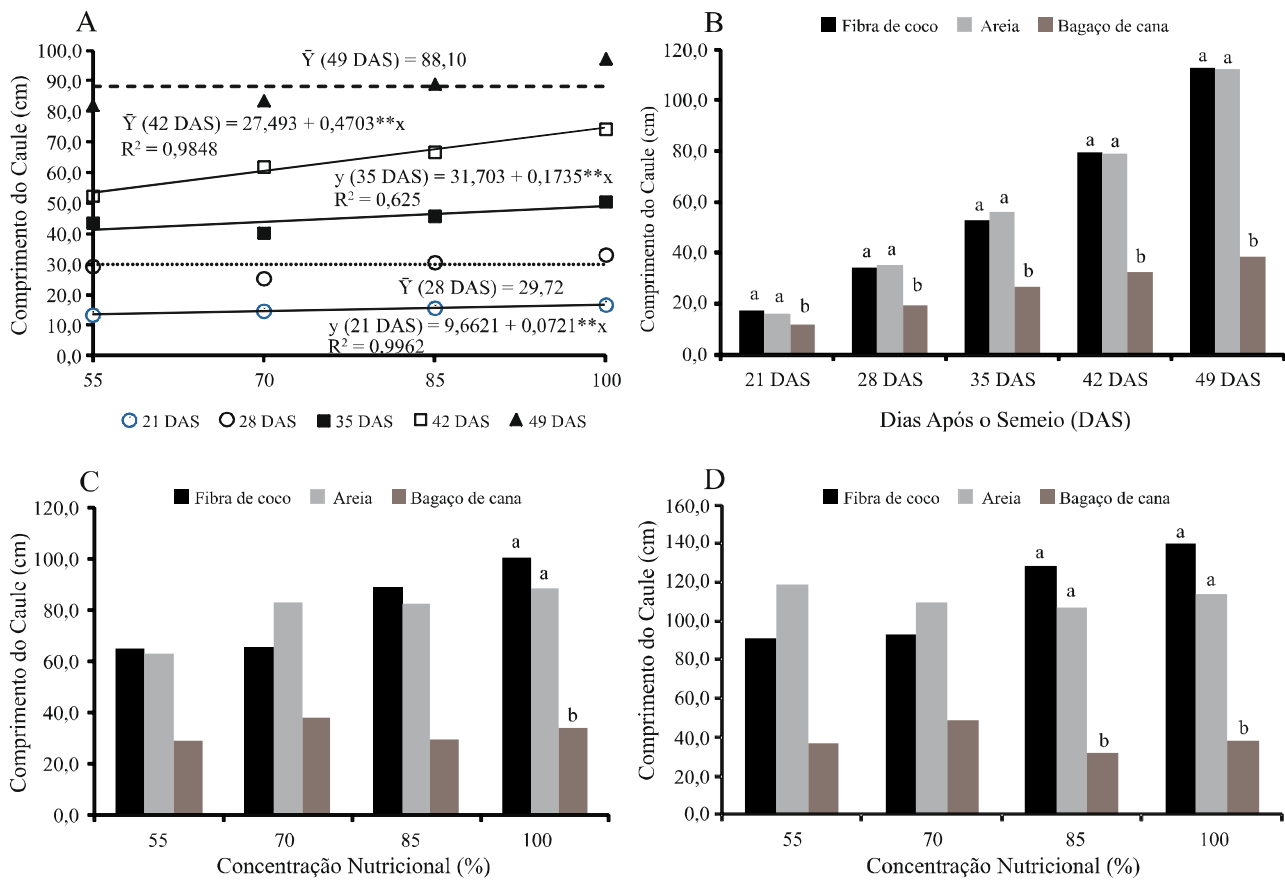 A
Comprimento do Caule (cm)
100,0
90,0
80,0
70,0
60,0
50,0
40,0
30,0
20,0
10,0
0,0
Ȳ (49 DAS) = 88,10
Ȳ (42 DAS) = 27,493 + 0,4703**x
R² = 0,9848
y (35 DAS) = 31,703 + 0,1735**x
R² = 0,625
Ȳ (28 DAS) = 29,72
y (21 DAS) = 9,6621 + 0,0721**x
R² = 0,9962
55 70 85 100
21 DAS 28 DAS 35 DAS 42 DAS 49 DAS
B
Fibra de coco Areia Bagaço de cana
Comprimento do Caule (cm)
120,0
100,0
80,0
60,0
40,0
20,0
0,0
a a b
a a b
a a b
a a b
a a b
21 DAS 28 DAS 35 DAS 42 DAS 49 DAS
Dias Após o Semeio (DAS)
C
Fibra de coco Areia Bagaço de cana
Comprimento do Caule (cm)
120,0
100,0
80,0
60,0
40,0
20,0
0,0
a a b
55 70 85 100
Concentração Nutricional (%)
D
Fibra de coco Areia Bagaço de cana
Comprimento do Caule (cm)
160,0
140,0
120,0
100,0
80,0
60,0
40,0
20,0
0,0
a a b
a a b
55 70 85 100
Concentração Nutricional (%)